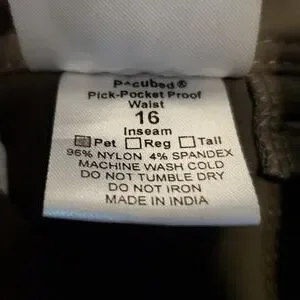 P³cubed®
Pick-Pocket Proof
Waist
16
Inseam
Pet Reg Tall
96% NYLON 4% SPANDEX
MACHINE WASH COLD
DO NOT TUMBLE DRY
DO NOT IRON
MADE IN INDIA